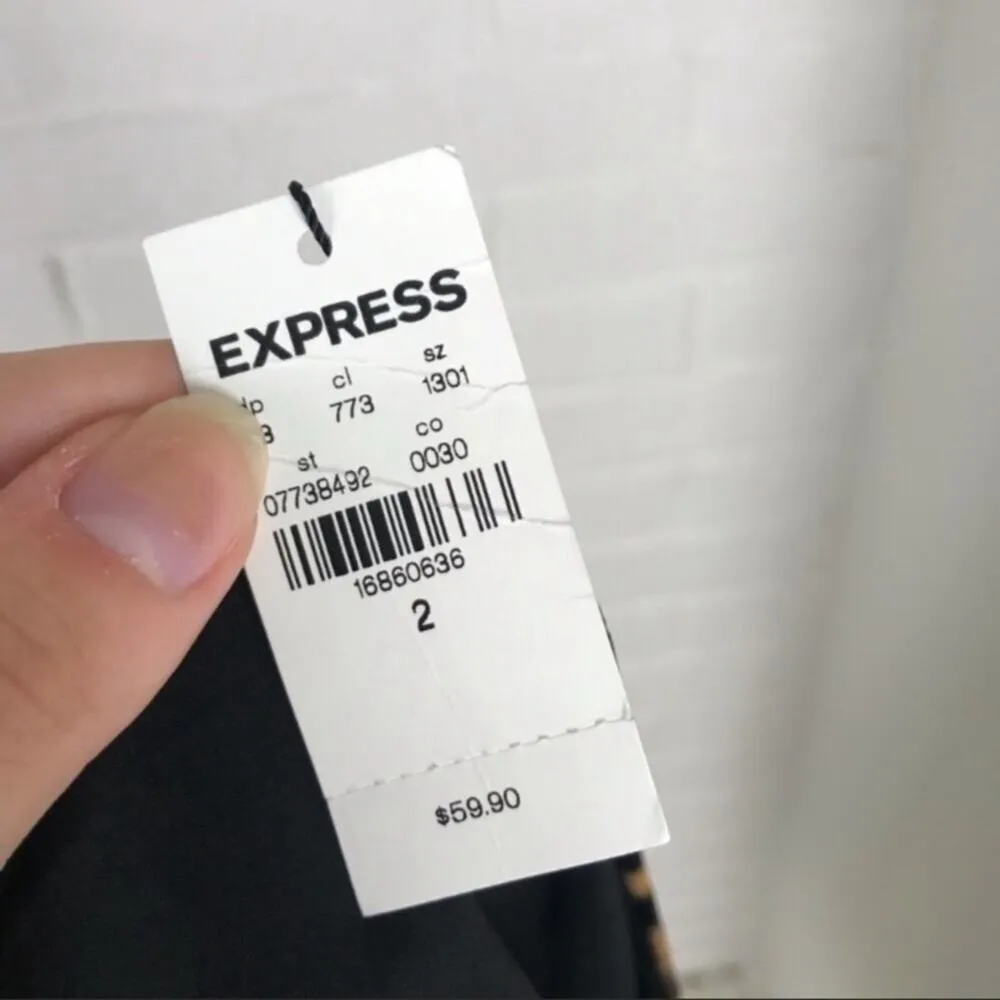 EXPRESS
cl sz
773 1301
st co
07738492 0030
16860636
2
$59.90